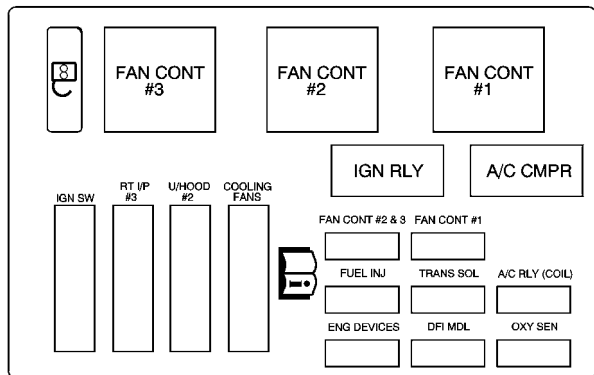 8
FAN CONT
#3
FAN CONT
#2
FAN CONT
#1
IGN RLY
A/C CMPR
IGN SW
RT I/P
#3
U/HOOD
#2
COOLING
FANS
FAN CONT #2 & 3
FAN CONT #1
FUEL INJ
TRANS SOL
A/C RLY (COIL)
ENG DEVICES
DFI MDL
OXY SEN